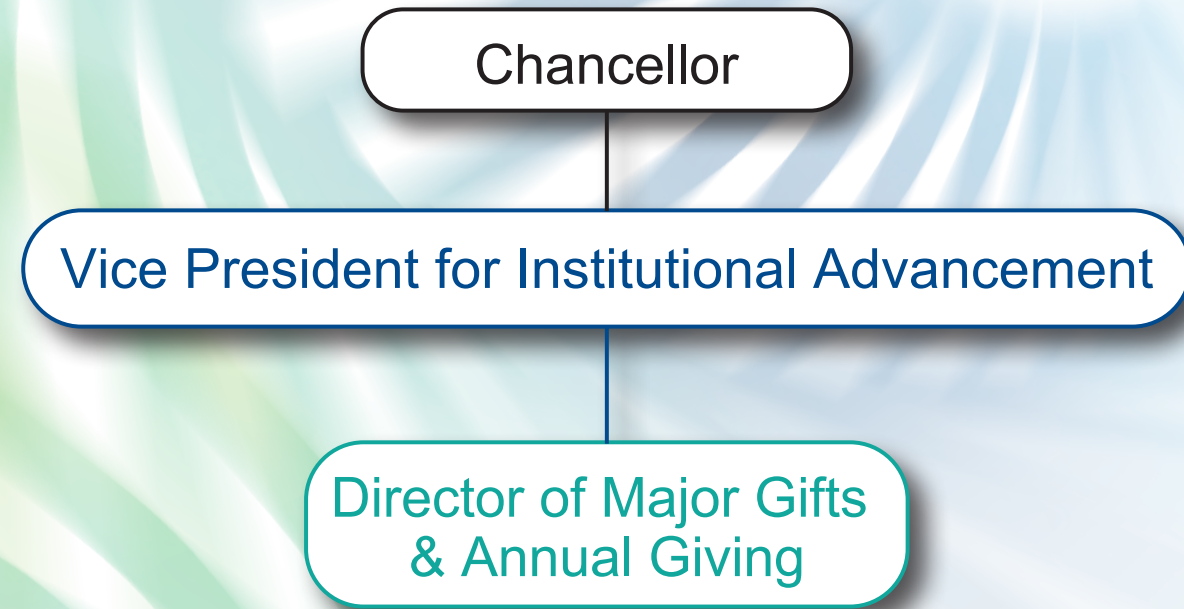 Chancellor
Vice President for Institutional Advancement
Director of Major Gifts
& Annual Giving